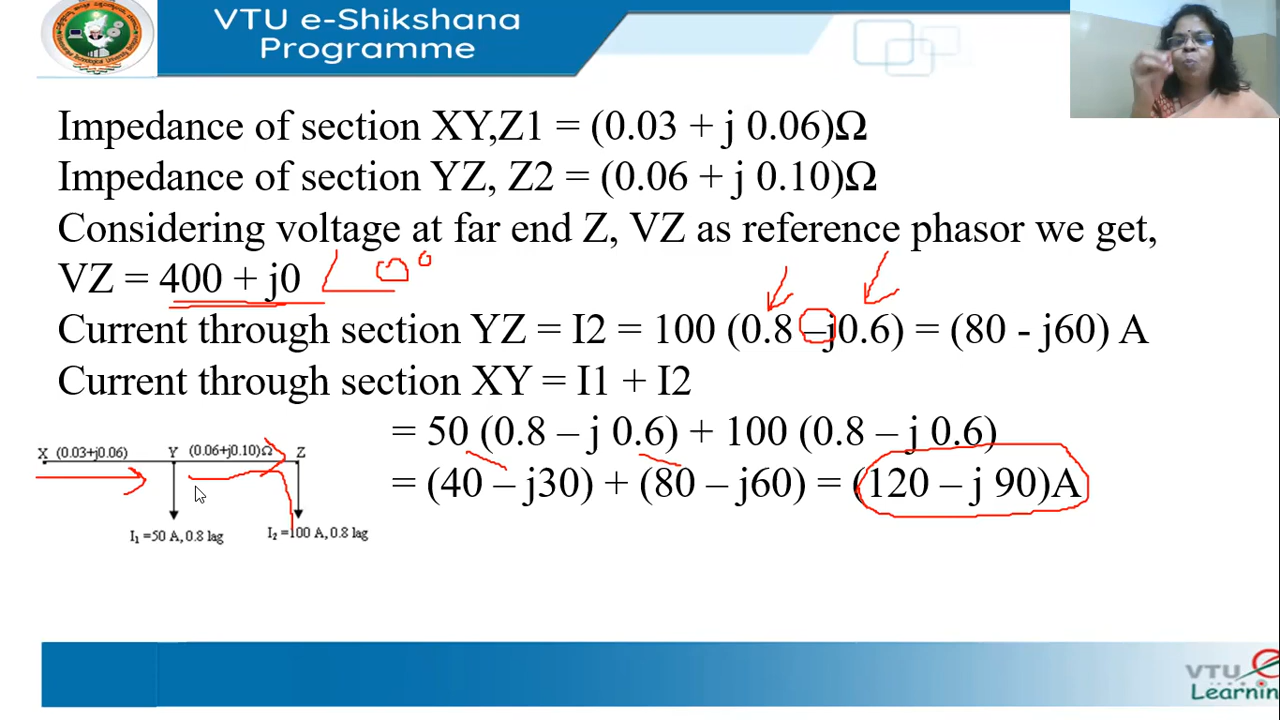 VTU e-Shikshana
Programme
Impedance of section XY,Z1 = (0.03 + j 0.06)Ω
Impedance of section YZ, Z2 = (0.06 + j 0.10)Ω
Considering voltage at far end Z, VZ as reference phasor we get,
VZ = 400 + j0 ∠0°
Current through section YZ = I2 = 100 (0.8 –j0.6) = (80 - j60) A
Current through section XY = I1 + I2
= 50 (0.8 – j 0.6) + 100 (0.8 – j 0.6)
= (40 – j30) + (80 – j60) = (120 – j 90)A
X (0.03+j0.06) Y (0.06+j0.10)Ω Z
I₁ =50 A, 0.8 lag I₂ =100 A, 0.8 lag
VTU
Learnin